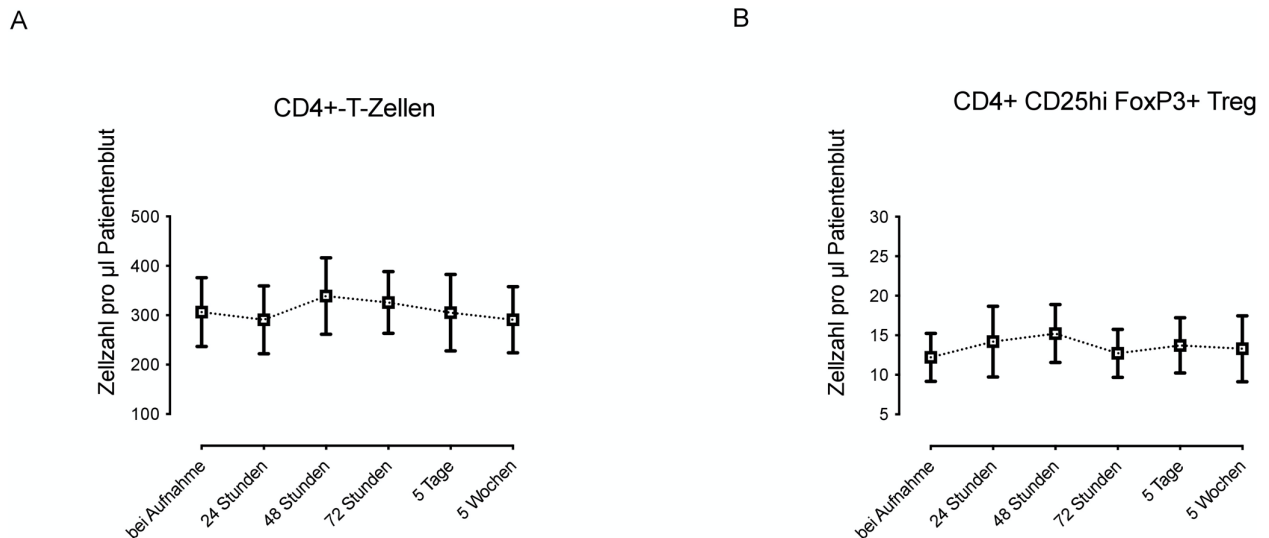 A
B
CD4+-T-Zellen
CD4+ CD25hi FoxP3+ Treg
Zellzahl pro µl Patientenblut
500
400
300
200
100
bei Aufnahme
24 Stunden
48 Stunden
72 Stunden
5 Tage
5 Wochen
Zellzahl pro µl Patientenblut
30
25
20
15
10
5
bei Aufnahme
24 Stunden
48 Stunden
72 Stunden
5 Tage
5 Wochen